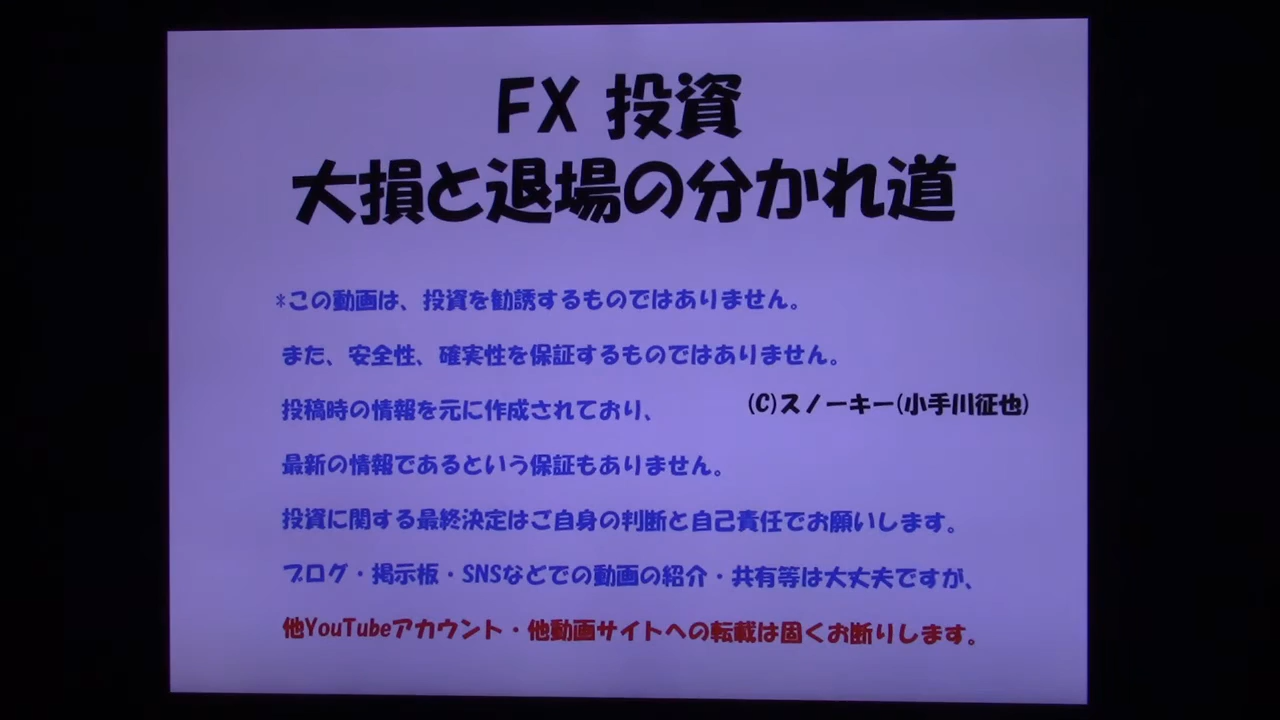 FX 投資
大損と退場の分かれ道
*この動画は、投資を勧誘するものではありません。
また、安全性、確実性を保証するものではありません。
投稿時の情報を元に作成されており、
(C)スノーキー(小手川征也)
最新の情報であるという保証もありません。
投資に関する最終決定はご自身の判断と自己責任でお願いします。
ブログ・掲示板・SNSなどでの動画の紹介・共有等は大丈夫ですが、
他YouTubeアカウント・他動画サイトへの転載は固くお断りします。